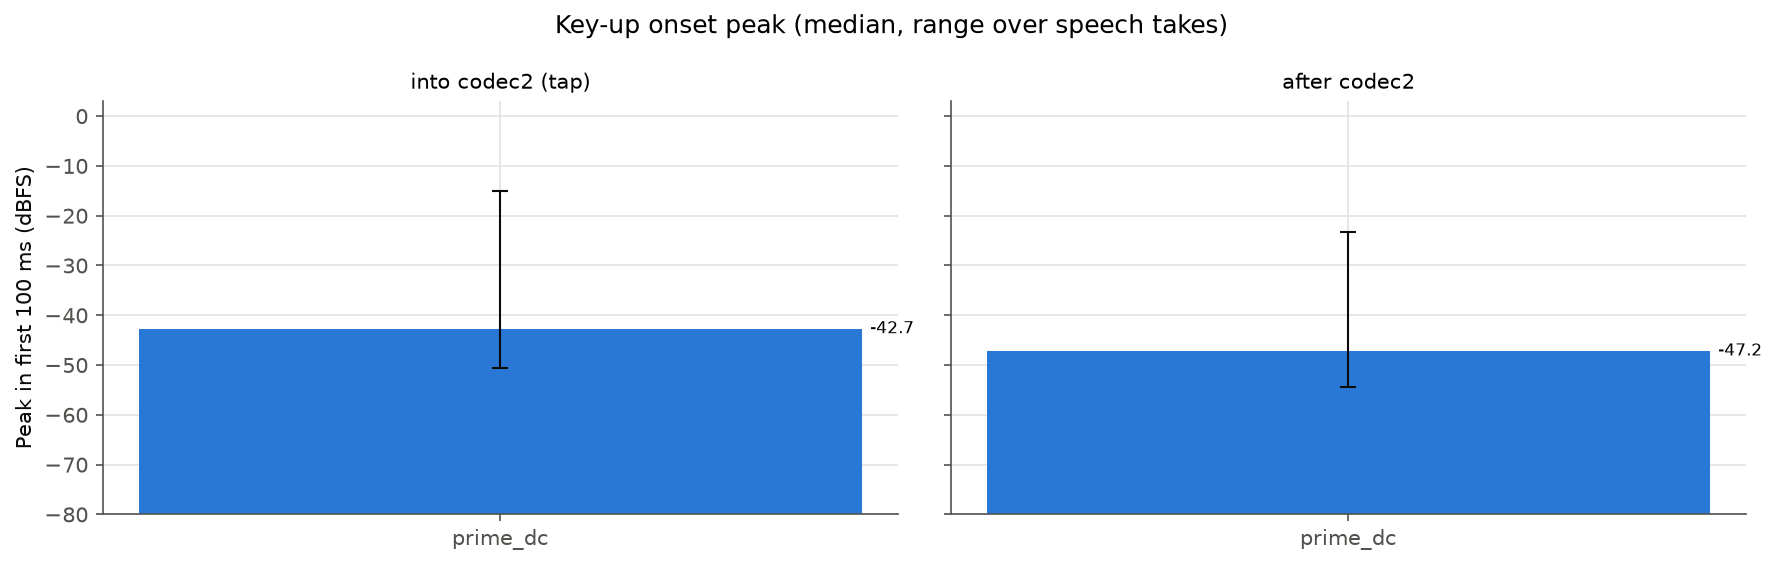 Key-up onset peak (median, range over speech takes)
into codec2 (tap)
after codec2
Peak in first 100 ms (dBFS)
0
−10
−20
−30
−40
−50
−60
−70
−80
-42.7
-47.2
prime_dc
prime_dc